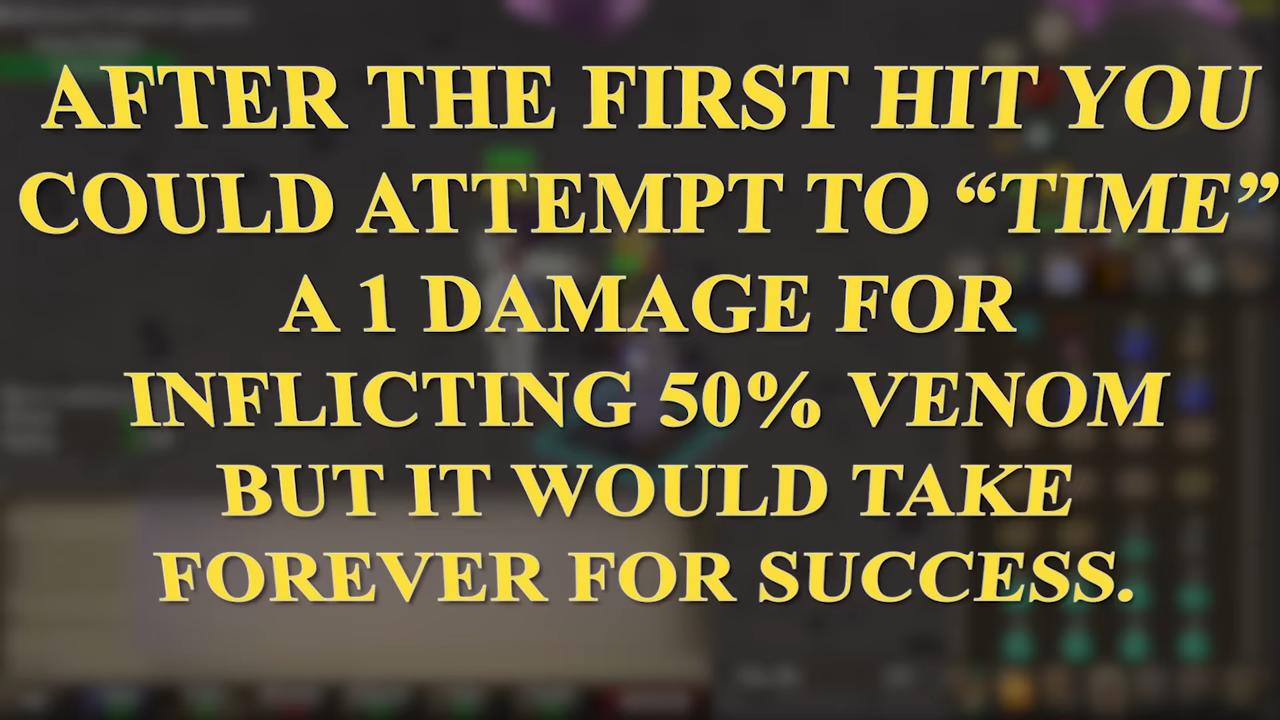 AFTER THE FIRST HIT YOU
COULD ATTEMPT TO “TIME”
A 1 DAMAGE FOR
INFLICTING 50% VENOM
BUT IT WOULD TAKE
FOREVER FOR SUCCESS.